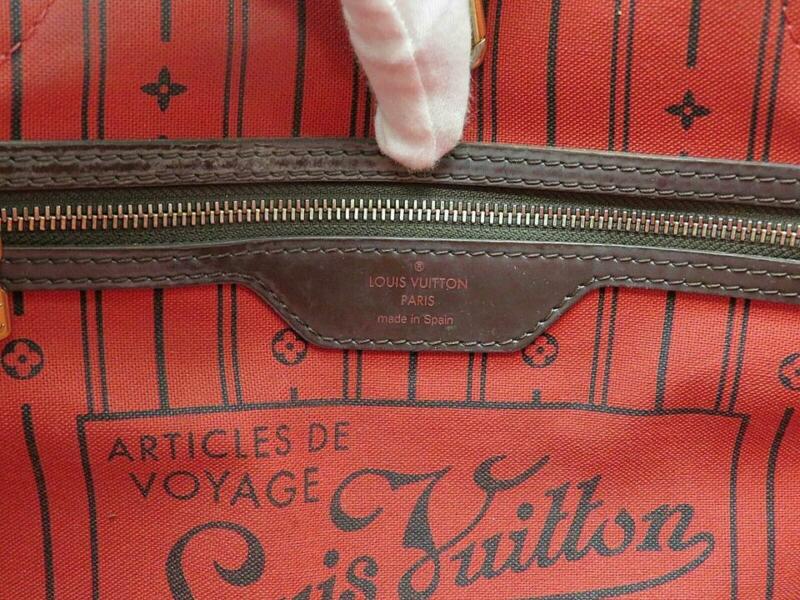 ®
LOUIS VUITTON
PARIS
made in Spain
ARTICLES DE
VOYAGE
Louis Vuitton